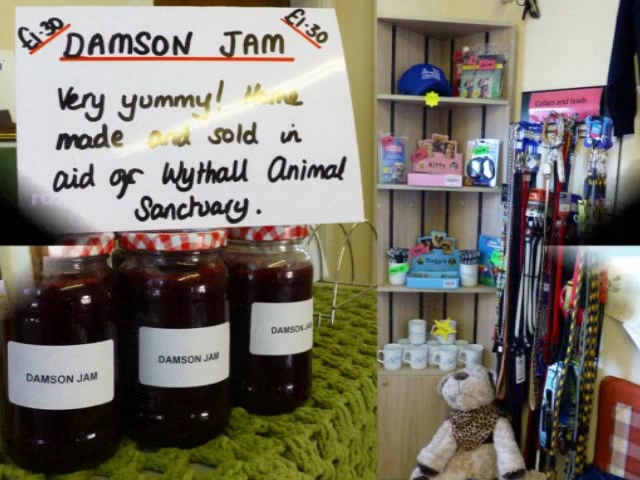 £1·30
£1·30
DAMSON JAM
Very yummy! Home
made and sold in
aid of Wythall Animal
Sanctuary.
DAMSON JAM
DAMSON JAM
DAMSON JAM
Collars and leads
Kitty